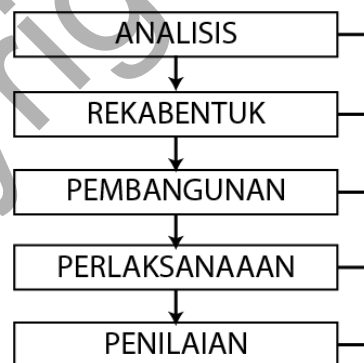 ANALISIS
REKABENTUK
PEMBANGUNAN
PERLAKSANAAAN
PENILAIAN